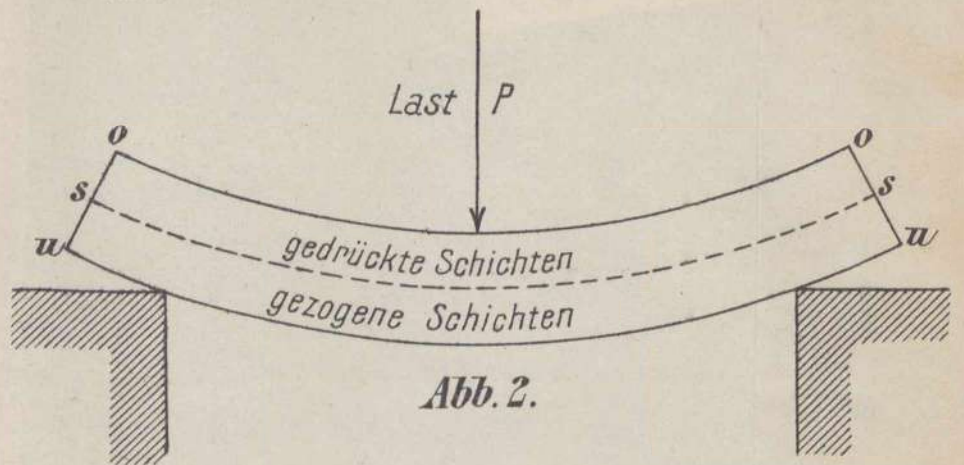 Last P
o o
s s
u u
gedrückte Schichten
gezogene Schichten
Abb. 2.